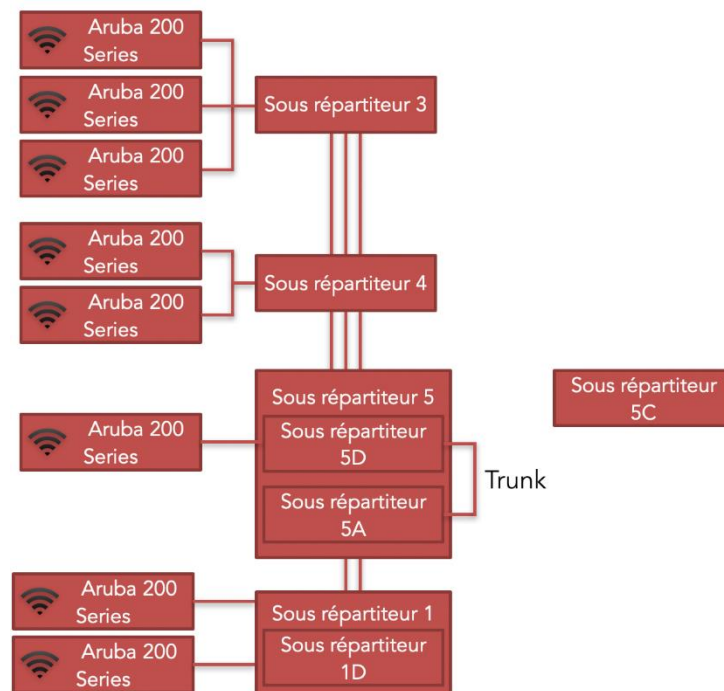 Aruba 200
Series
Aruba 200
Series
Aruba 200
Series
Sous répartiteur 3
Aruba 200
Series
Aruba 200
Series
Sous répartiteur 4
Aruba 200
Series
Sous répartiteur 5
Sous répartiteur
5D
Sous répartiteur
5A
Trunk
Sous répartiteur
5C
Aruba 200
Series
Aruba 200
Series
Sous répartiteur 1
Sous répartiteur
1D